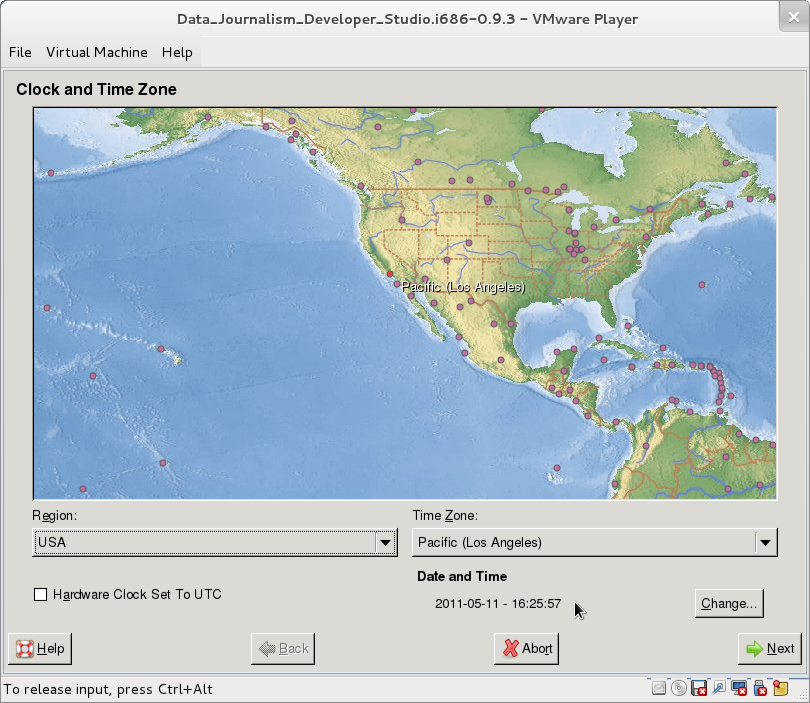 Data_Journalism_Developer_Studio.i686-0.9.3 - VMware Player
File Virtual Machine Help
Clock and Time Zone
Pacific (Los Angeles)
Region:
Time Zone:
USA
Pacific (Los Angeles)
Date and Time
Hardware Clock Set To UTC
2011-05-11 - 16:25:57
Change...
Help
Back
Abort
Next
To release input, press Ctrl+Alt